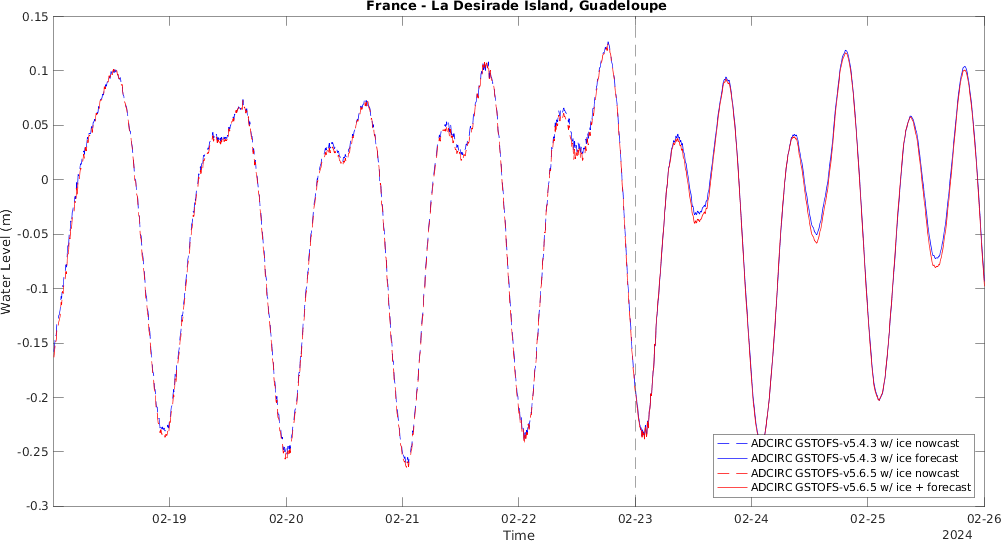 France - La Desirade Island, Guadeloupe
0.15
0.1
0.05
0
-0.05
-0.1
-0.15
-0.2
-0.25
-0.3
Water Level (m)
ADCIRC GSTOFS-v5.4.3 w/ ice nowcast
ADCIRC GSTOFS-v5.4.3 w/ ice forecast
ADCIRC GSTOFS-v5.6.5 w/ ice nowcast
ADCIRC GSTOFS-v5.6.5 w/ ice + forecast
02-19 02-20 02-21 02-22 02-23 02-24 02-25 02-26
Time
2024